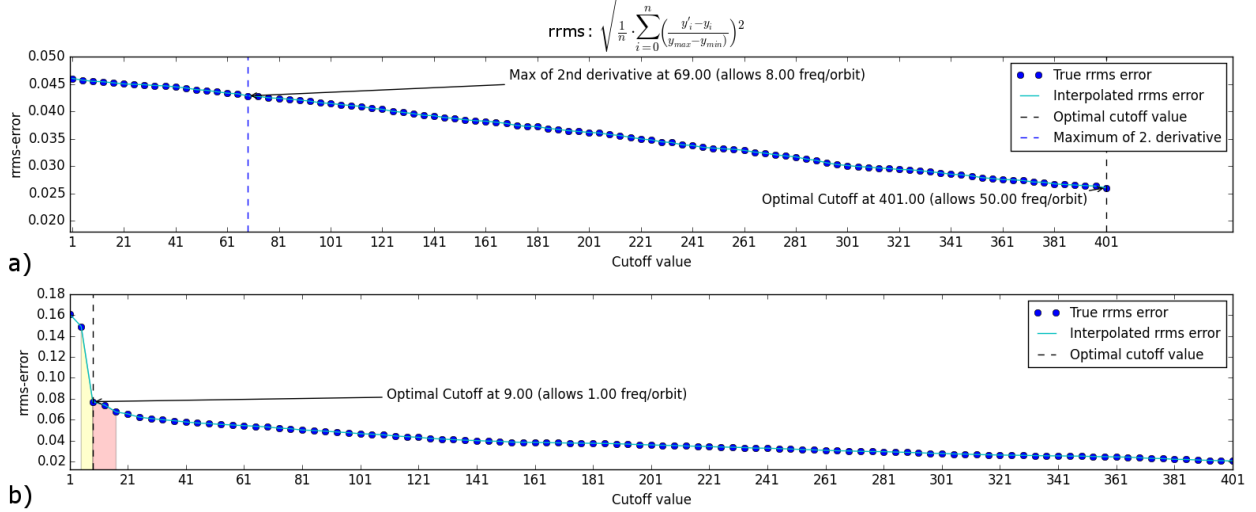 rrms: √ 1/n · ∑ i=0 n ( y′i−yi / ymax−ymin) )2
0.050
0.045
0.040
0.035
0.030
0.025
0.020
rrms-error
Max of 2nd derivative at 69.00 (allows 8.00 freq/orbit)
Optimal Cutoff at 401.00 (allows 50.00 freq/orbit)
True rrms error
Interpolated rrms error
Optimal cutoff value
Maximum of 2. derivative
1 21 41 61 81 101 121 141 161 181 201 221 241 261 281 301 321 341 361 381 401
Cutoff value
a)
0.18
0.16
0.14
0.12
0.10
0.08
0.06
0.04
0.02
rrms-error
Optimal Cutoff at 9.00 (allows 1.00 freq/orbit)
True rrms error
Interpolated rrms error
Optimal cutoff value
1 21 41 61 81 101 121 141 161 181 201 221 241 261 281 301 321 341 361 381 401
Cutoff value
b)